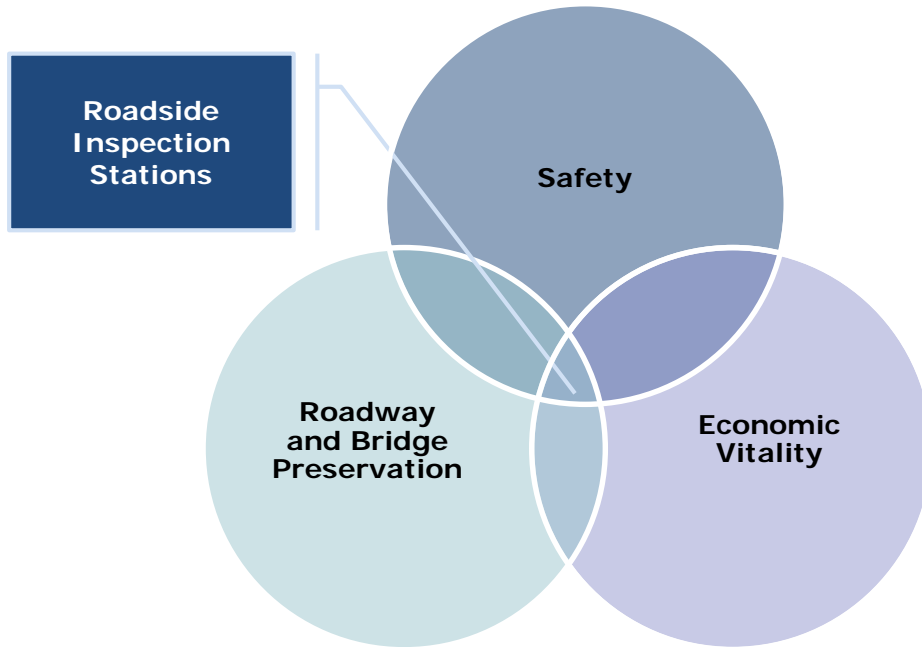 Roadside
Inspection
Stations
Safety
Roadway
and Bridge
Preservation
Economic
Vitality